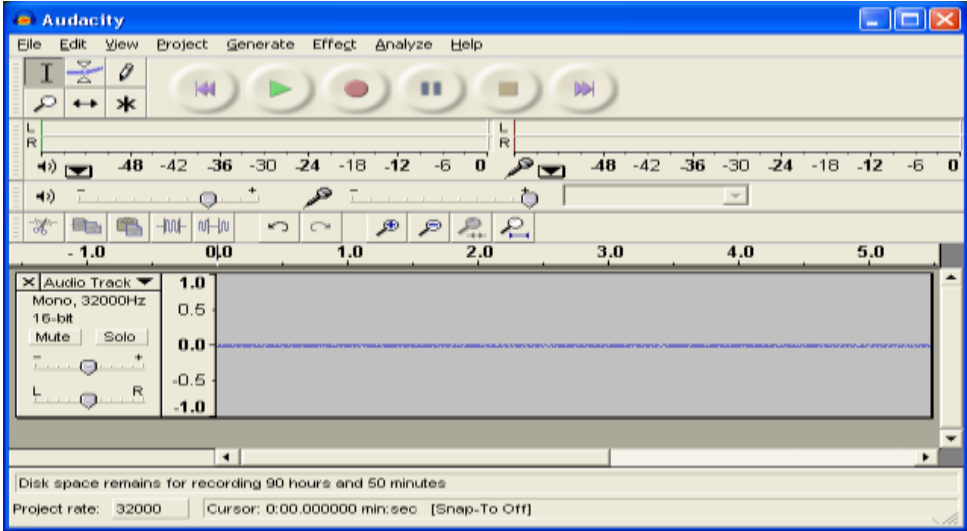 Audacity
File Edit View Project Generate Effect Analyze Help
L
R
-48 -42 -36 -30 -24 -18 -12 -6 0
L
R
-48 -42 -36 -30 -24 -18 -12 -6 0
- + - +
- 1.0 0.0 1.0 2.0 3.0 4.0 5.0
Audio Track
Mono, 32000Hz
16-bit
Mute Solo
- +
L R
1.0
0.5
0.0
-0.5
-1.0
Disk space remains for recording 90 hours and 50 minutes
Project rate: 32000 Cursor: 0:00.000000 min:sec [Snap-To Off]